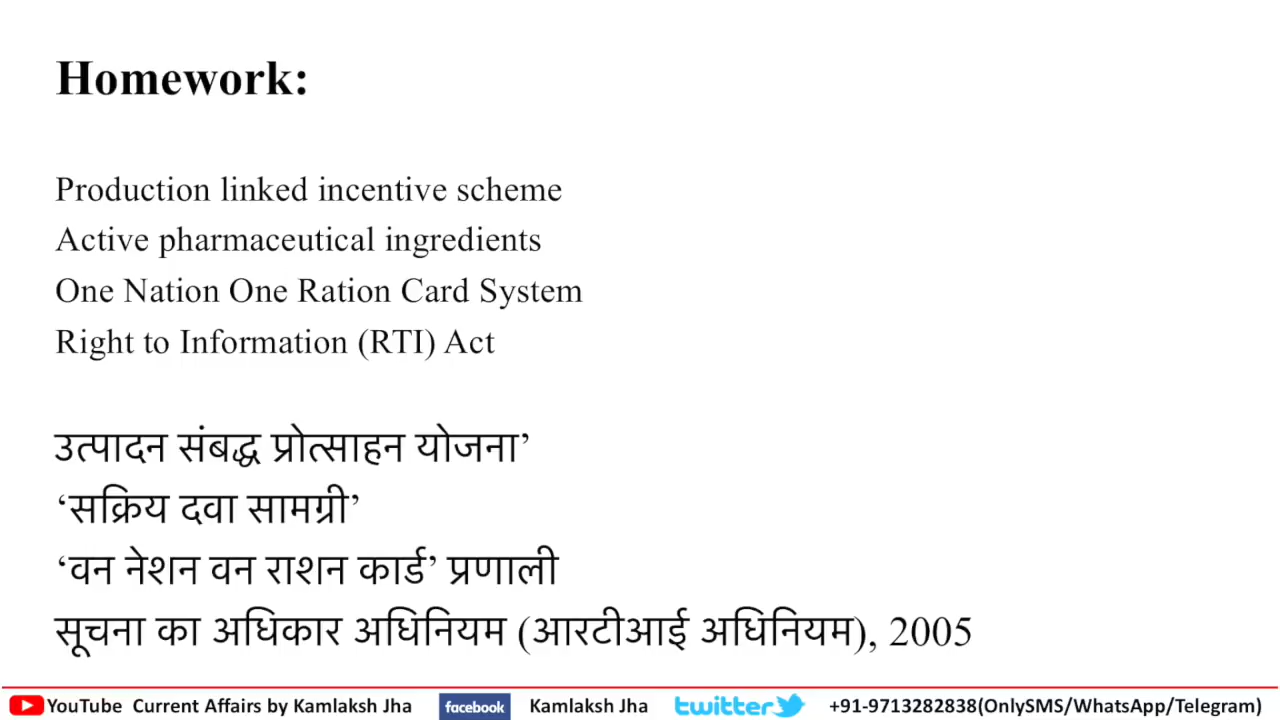 Homework:
Production linked incentive scheme
Active pharmaceutical ingredients
One Nation One Ration Card System
Right to Information (RTI) Act
उत्पादन संबद्ध प्रोत्साहन योजना’
‘सक्रिय दवा सामग्री’
‘वन नेशन वन राशन कार्ड’ प्रणाली
सूचना का अधिकार अधिनियम (आरटीआई अधिनियम), 2005
YouTube Current Affairs by Kamlaksh Jha facebook Kamlaksh Jha twitter +91-9713282838(OnlySMS/WhatsApp/Telegram)